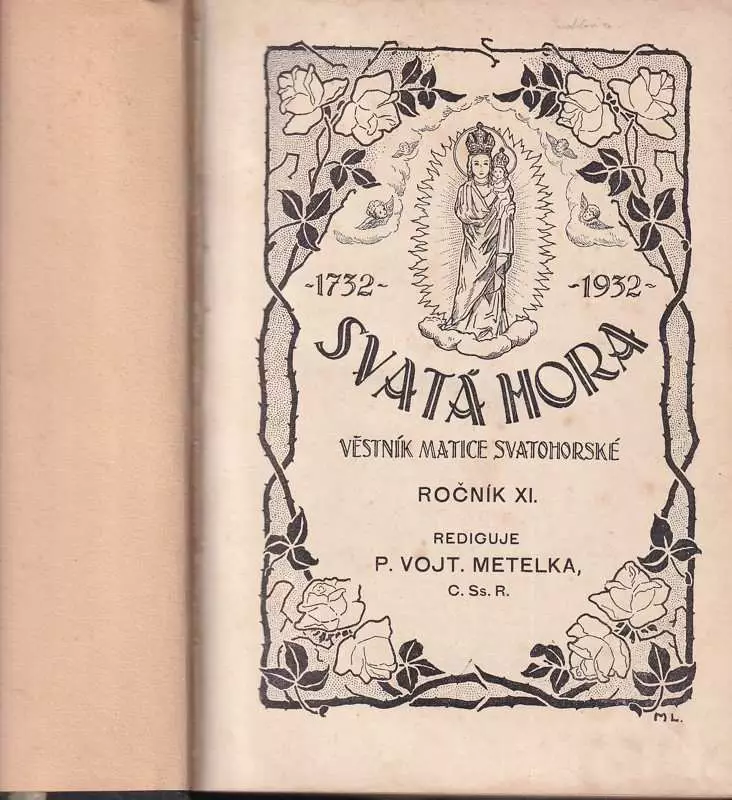 ~1732~ ~1932~
SVATÁ HORA
VĚSTNÍK MATICE SVATOHORSKÉ
ROČNÍK XI.
REDIGUJE
P. VOJT. METELKA,
C. Ss. R.
ML.